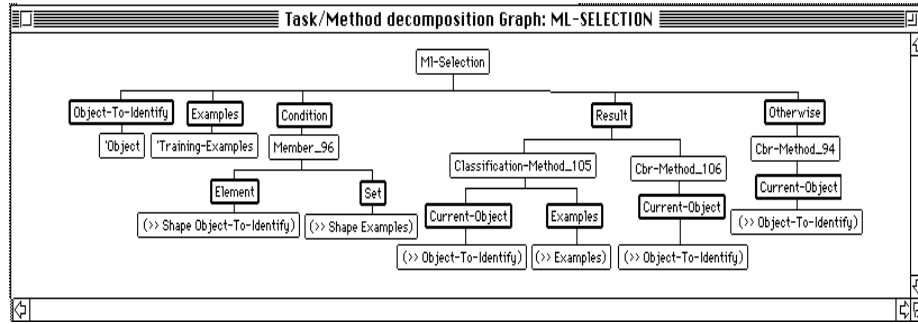 Task/Method decomposition Graph: ML-SELECTION
Ml-Selection
Object-To-Identify Examples Condition Result Otherwise
'Object 'Training-Examples Member_96 Cbr-Method_94
Classification-Method_105 Cbr-Method_106
Element Set Current-Object
Current-Object Examples Current-Object
(>> Shape Object-To-Identify) (>> Shape Examples) (>> Object-To-Identify)
(>> Object-To-Identify) (>> Examples) (>> Object-To-Identify)